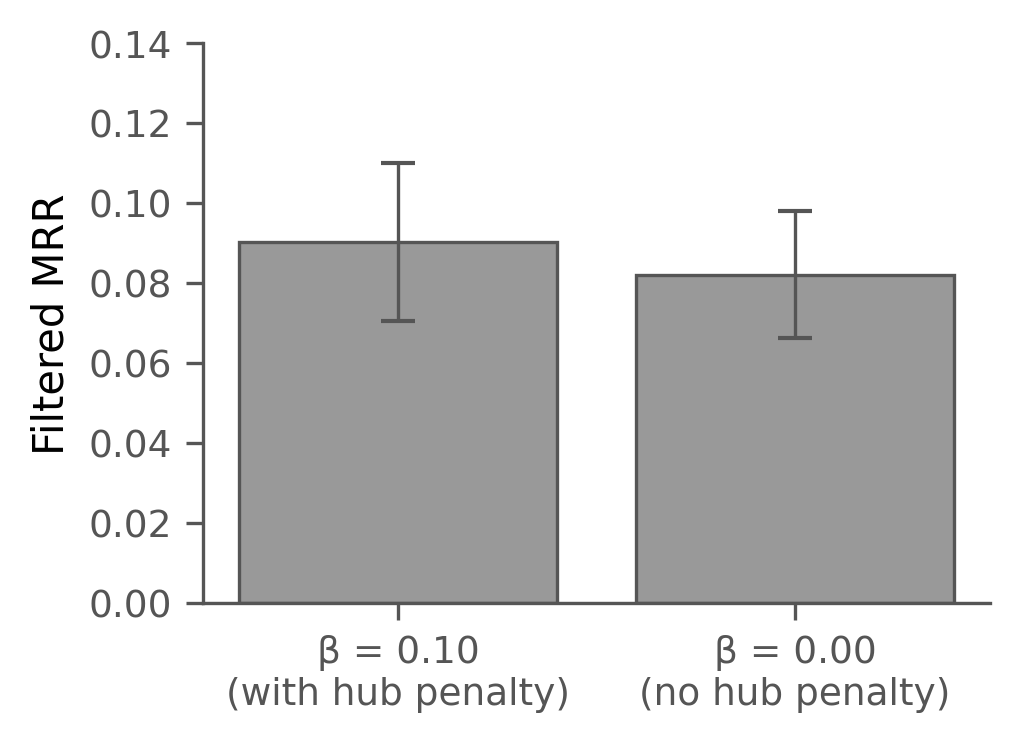 0.14
0.12
0.10
0.08
0.06
0.04
0.02
0.00
Filtered MRR
β = 0.10
(with hub penalty)
β = 0.00
(no hub penalty)